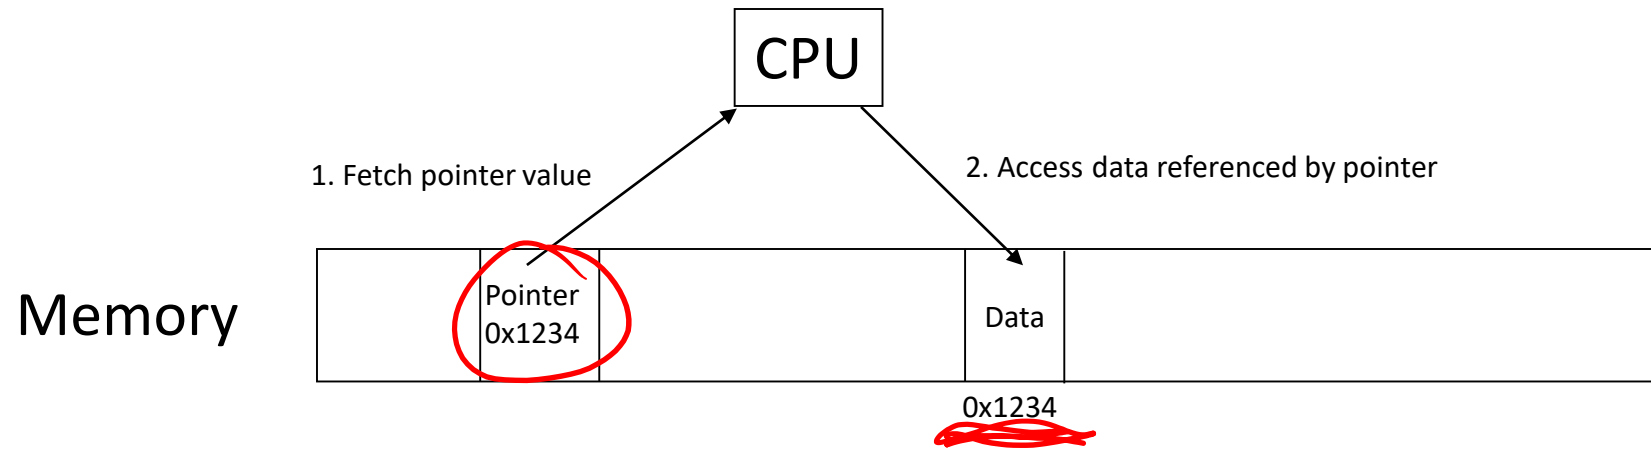 CPU
1. Fetch pointer value
2. Access data referenced by pointer
Memory
Pointer
0x1234
Data
0x1234